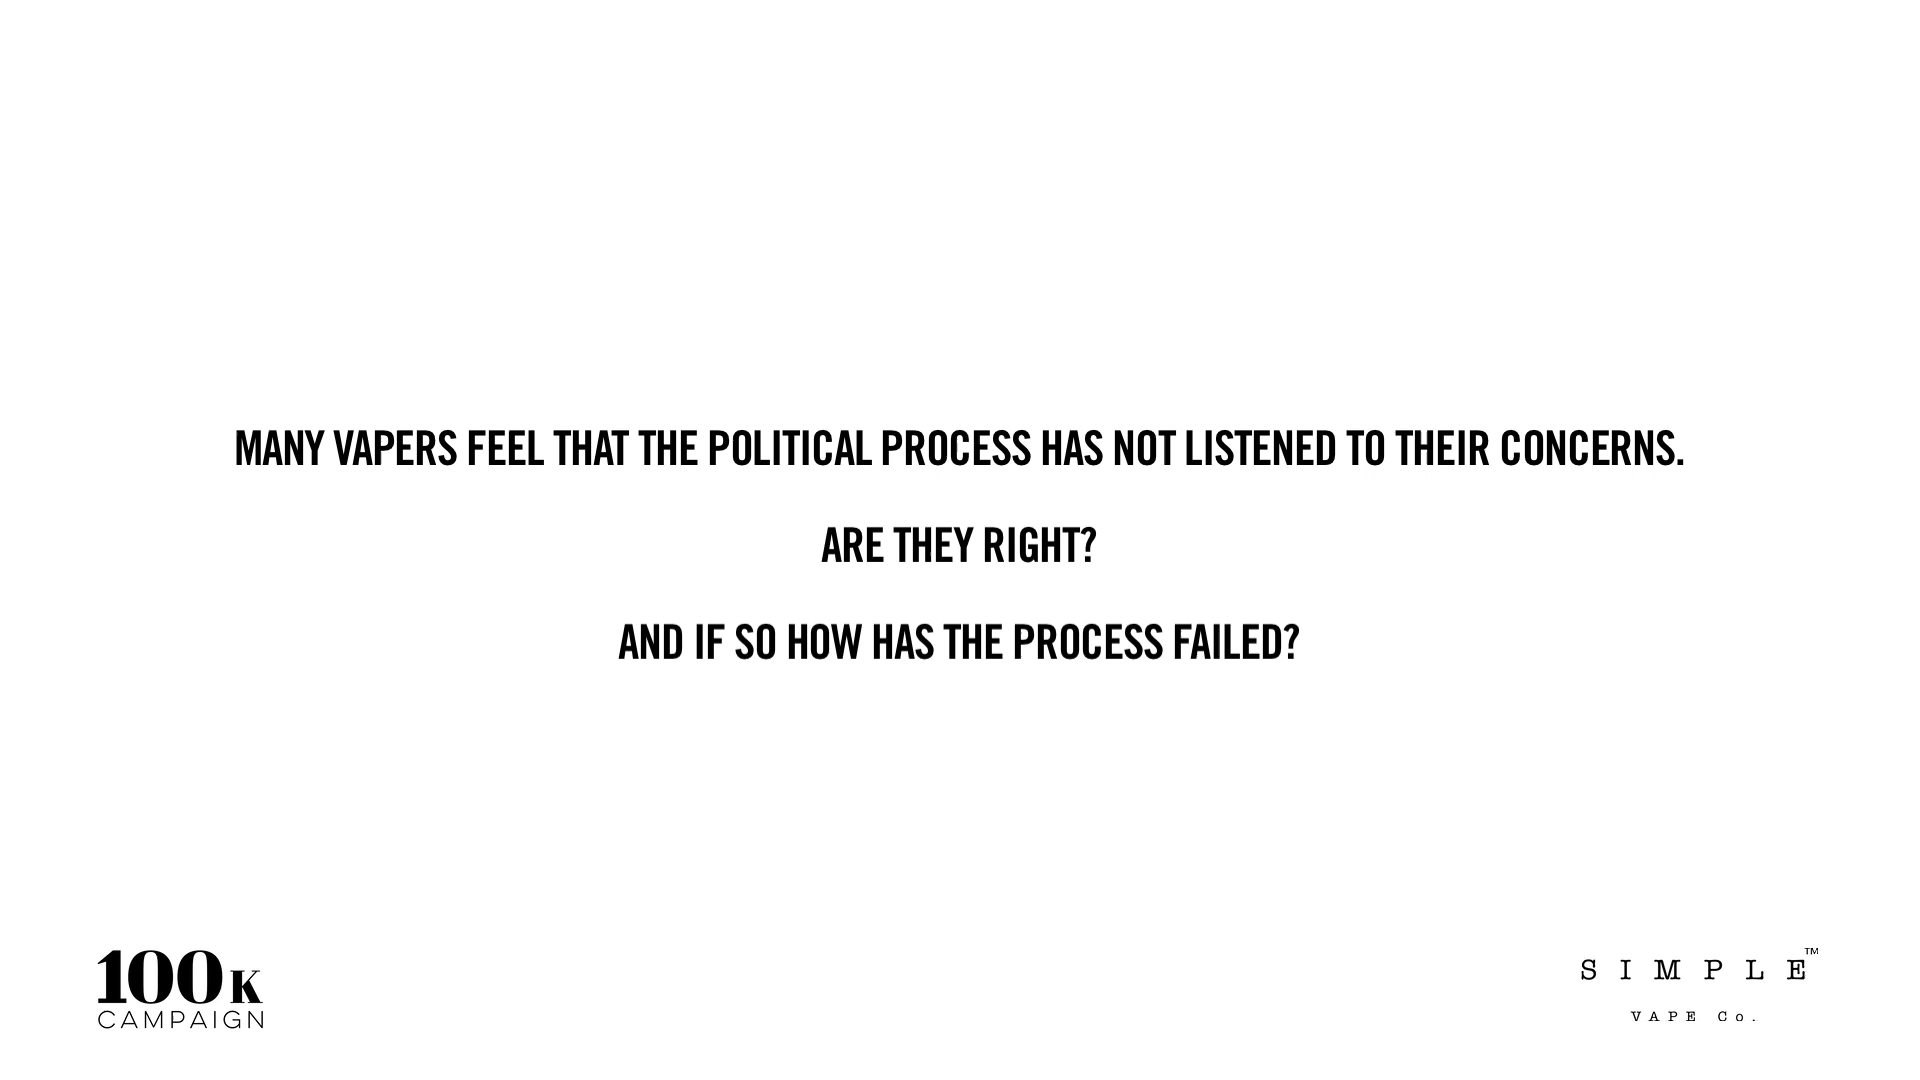 MANY VAPERS FEEL THAT THE POLITICAL PROCESS HAS NOT LISTENED TO THEIR CONCERNS.
ARE THEY RIGHT?
AND IF SO HOW HAS THE PROCESS FAILED?
100K
CAMPAIGN
SIMPLE™
VAPE Co.